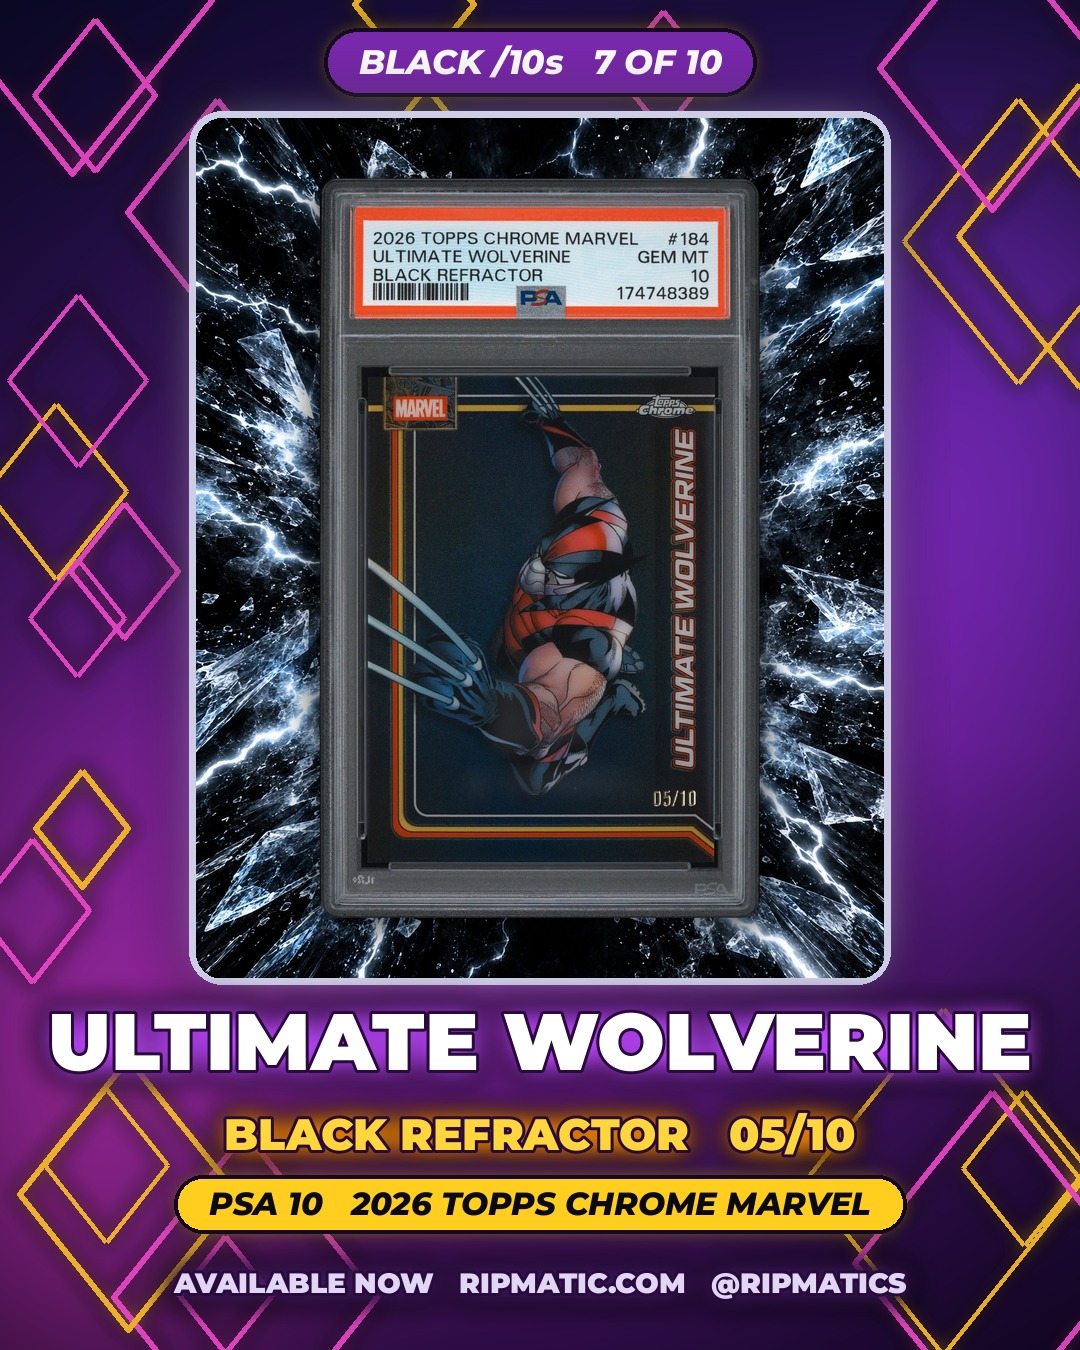 BLACK /10s 7 OF 10
2026 TOPPS CHROME MARVEL #184
ULTIMATE WOLVERINE GEM MT
BLACK REFRACTOR 10
174748389
PSA
MARVEL
Topps Chrome
ULTIMATE WOLVERINE
05/10
PSA
ULTIMATE WOLVERINE
BLACK REFRACTOR 05/10
PSA 10 2026 TOPPS CHROME MARVEL
AVAILABLE NOW RIPMATIC.COM @RIPMATICS